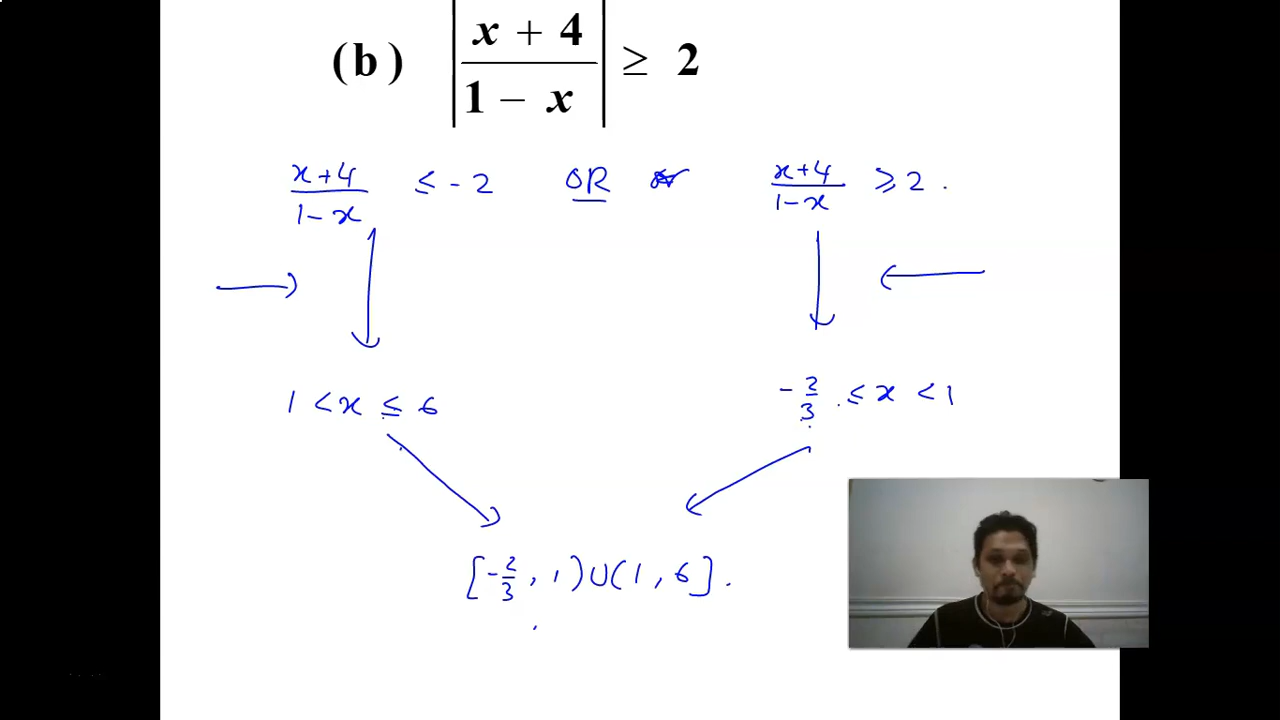 (b) |x + 4 / 1 − x| ≥ 2
x+4 / 1−x ≤ -2 OR x+4 / 1−x ≥ 2.
1 < x ≤ 6 -2/3 ≤ x < 1
[-2/3, 1) ∪ (1, 6].